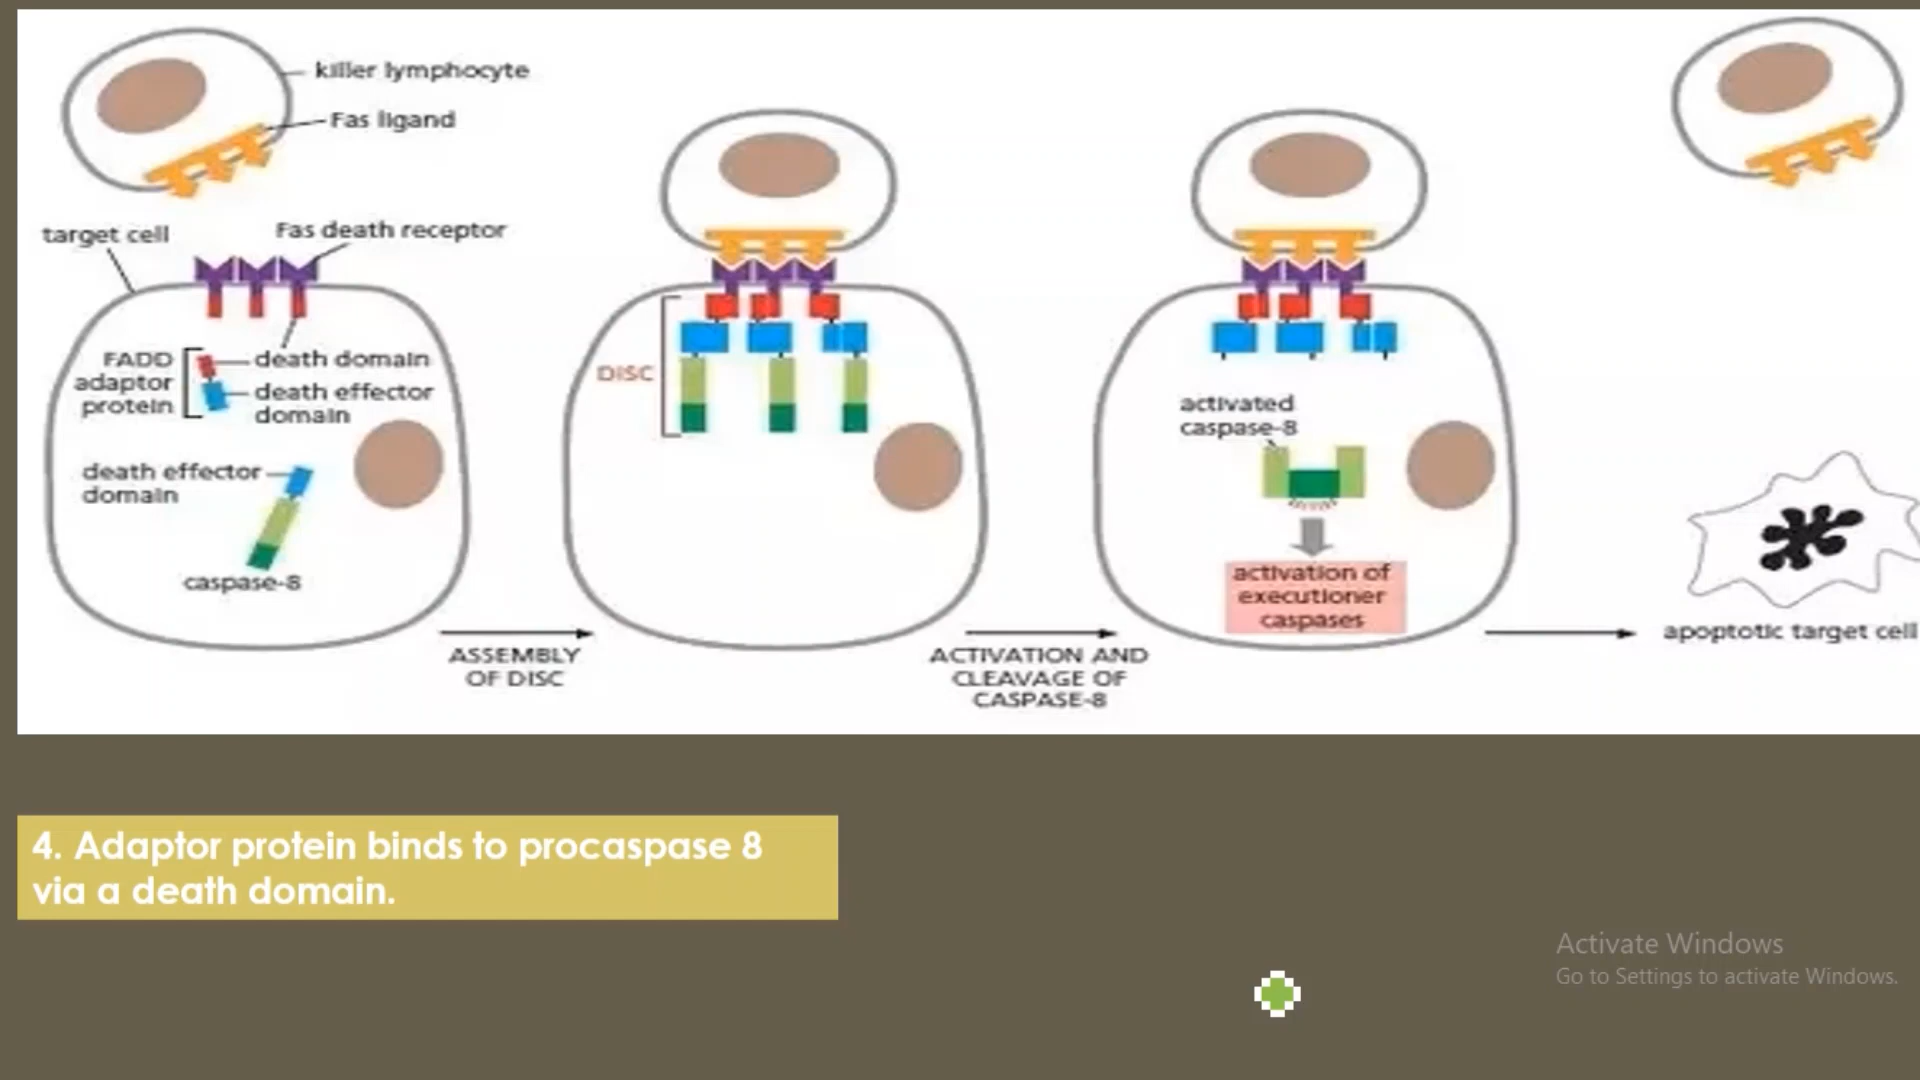 killer lymphocyte
Fas ligand
target cell
Fas death receptor
FADD
adaptor
protein
death domain
death effector
domain
death effector
domain
caspase-8
ASSEMBLY
OF DISC
DISC
ACTIVATION AND
CLEAVAGE OF
CASPASE-8
activated
caspase-8
activation of
executioner
caspases
apoptotic target cell
4. Adaptor protein binds to procaspase 8
via a death domain.
Activate Windows
Go to Settings to activate Windows.